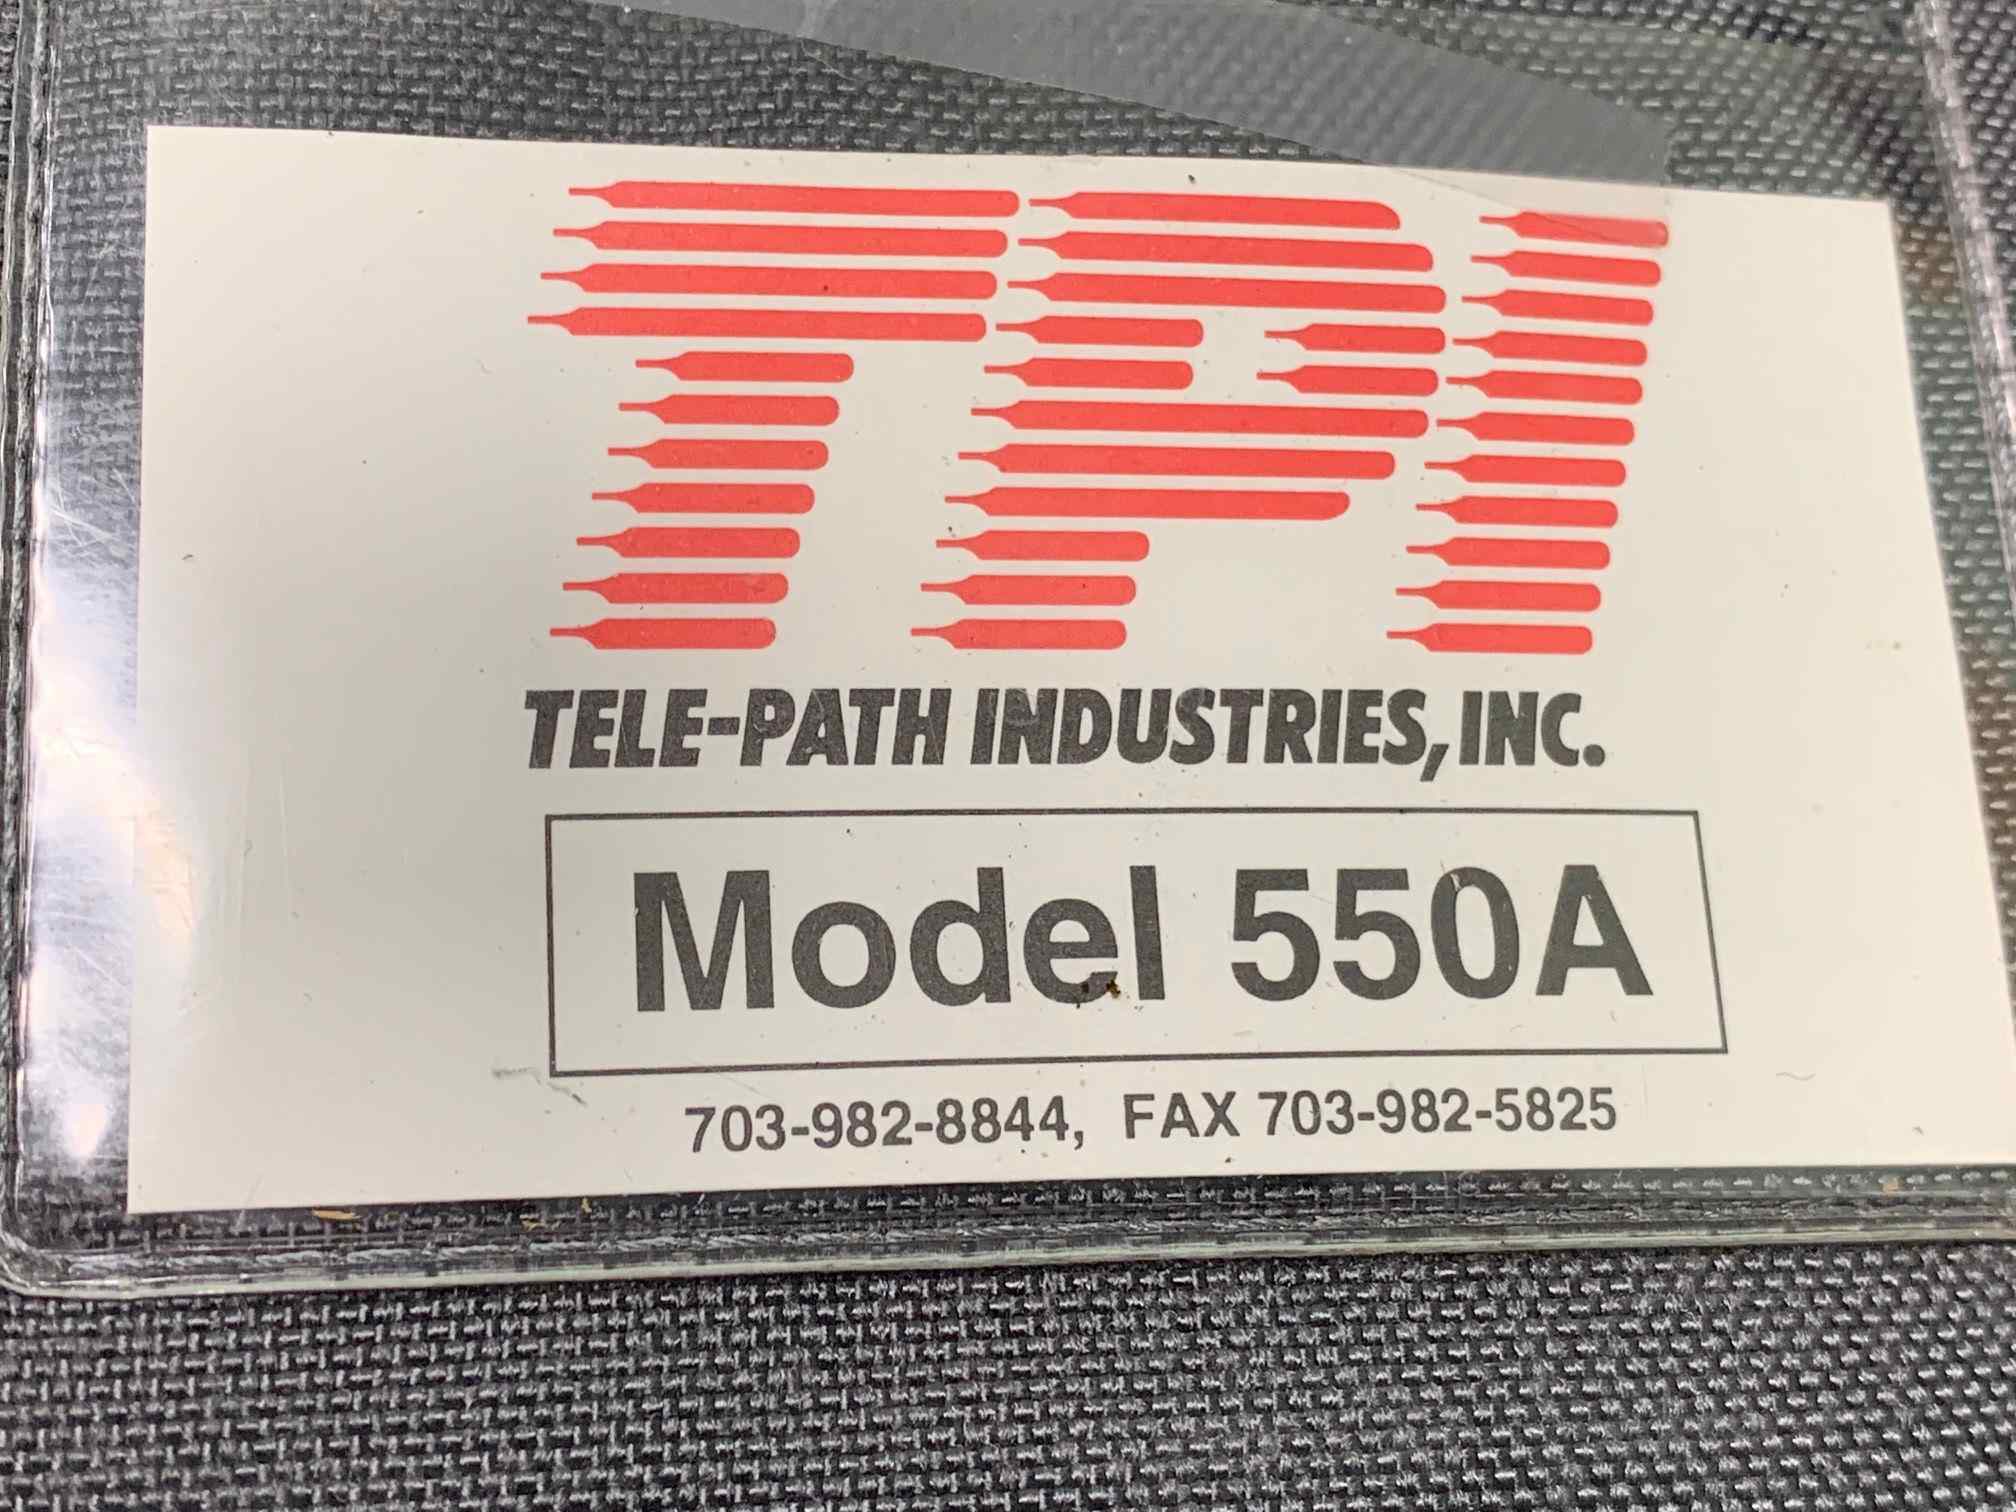 TPI
TELE-PATH INDUSTRIES, INC.
Model 550A
703-982-8844, FAX 703-982-5825